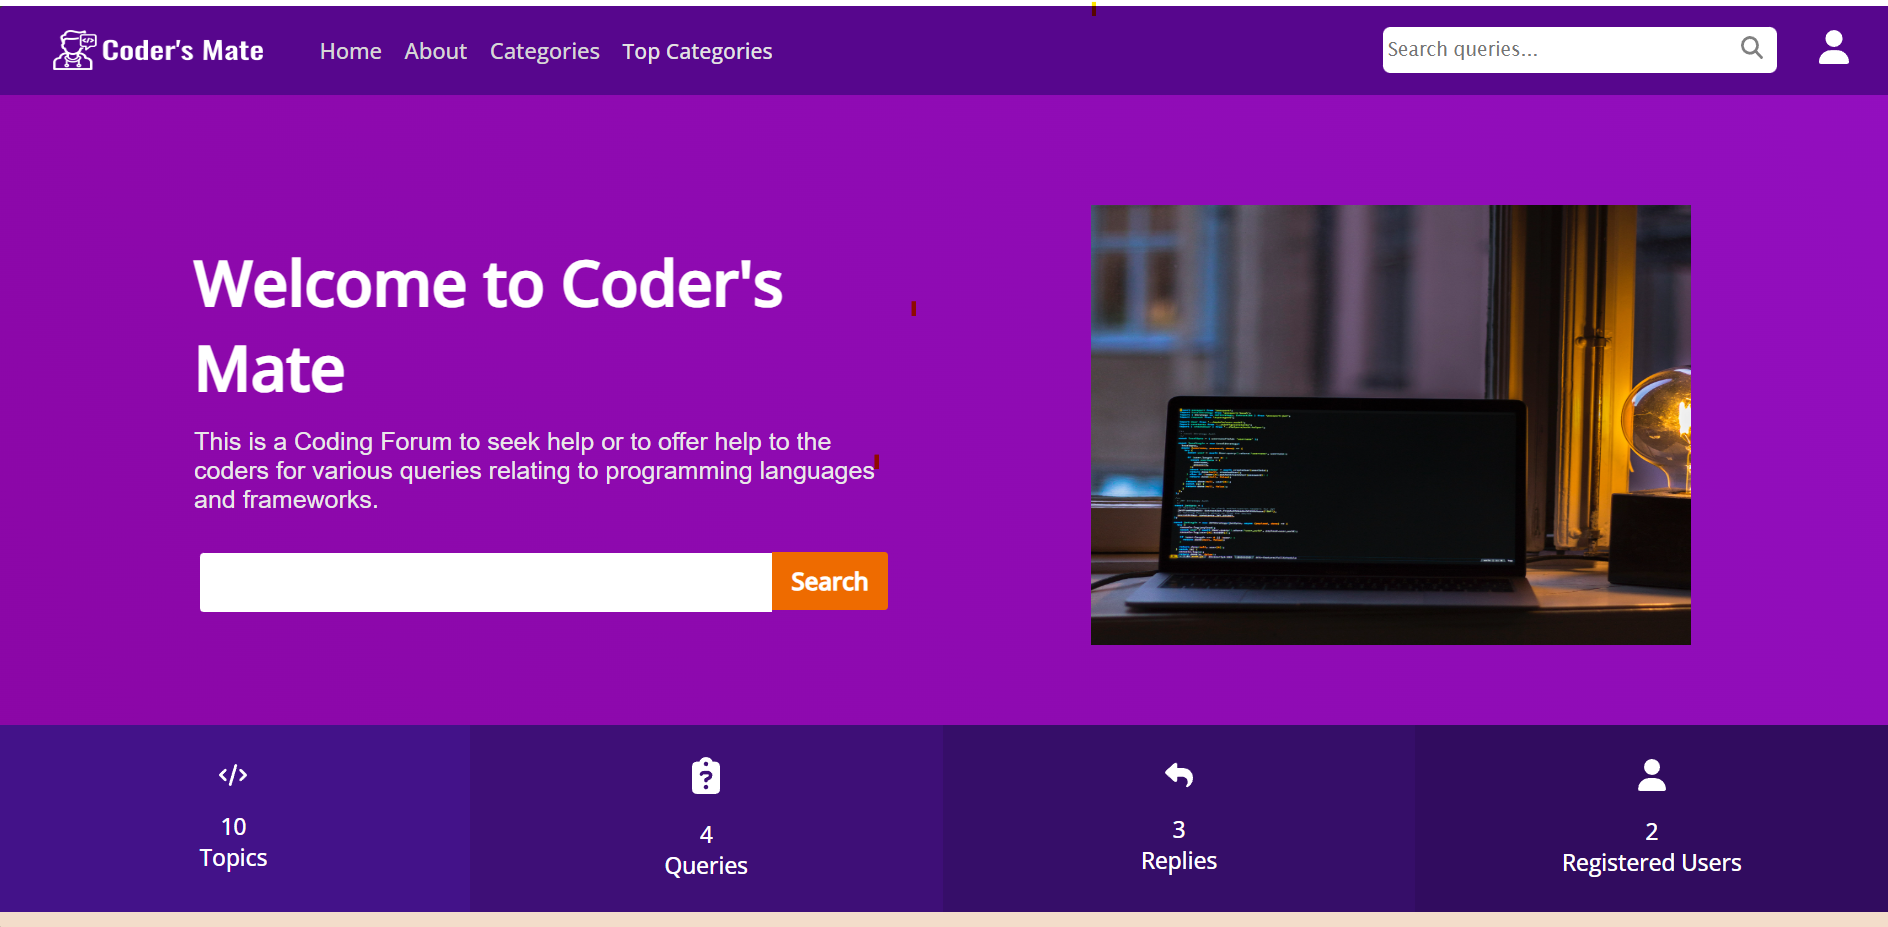 Coder's Mate
Home About Categories Top Categories
Search queries...
Welcome to Coder's
Mate
This is a Coding Forum to seek help or to offer help to the
coders for various queries relating to programming languages
and frameworks.
Search
10
Topics
4
Queries
3
Replies
2
Registered Users